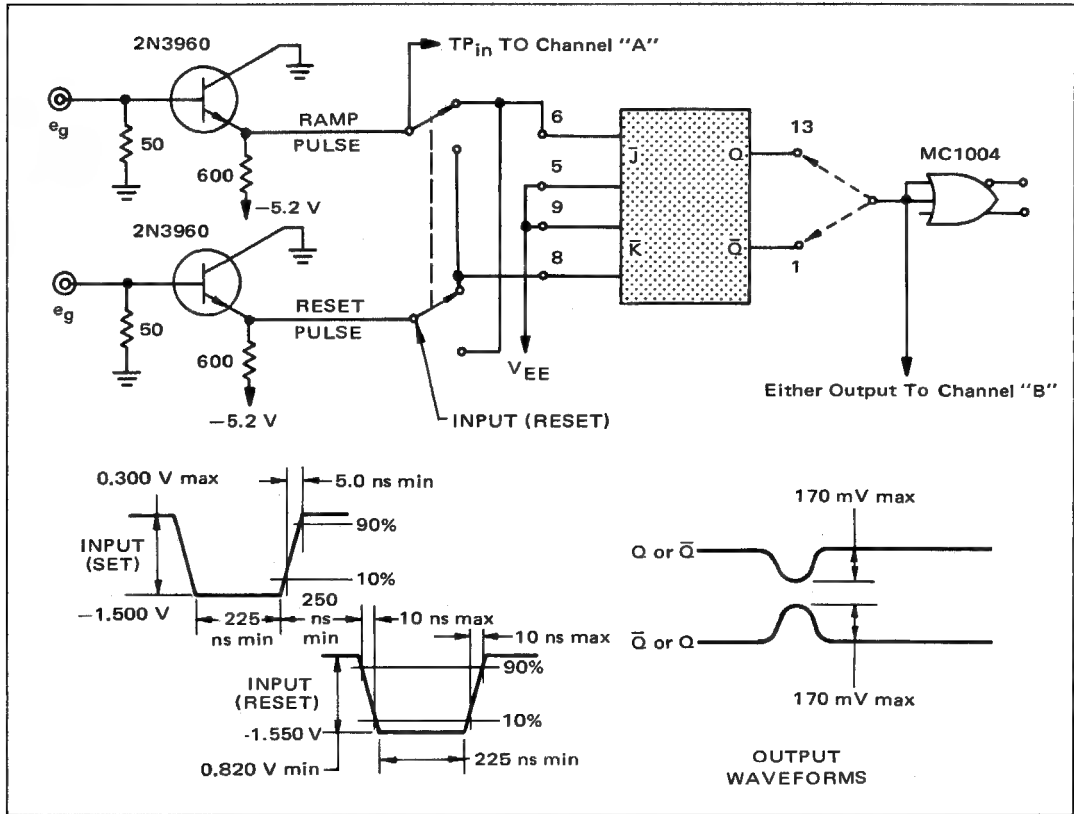 2N3960
TP_in TO Channel "A"
e_g
50
RAMP
PULSE
600
−5.2 V
2N3960
e_g
50
RESET
PULSE
600
−5.2 V
INPUT (RESET)
6
5
9
8
V_EE
J̄
K̄
Q
Q̄
13
1
MC1004
Either Output To Channel "B"
0.300 V max
5.0 ns min
90%
INPUT
(SET)
10%
−1.500 V
225
ns min
250
ns
min
10 ns max
10 ns max
90%
INPUT
(RESET)
10%
-1.550 V
0.820 V min
225 ns min
170 mV max
Q or Q̄
Q̄ or Q
170 mV max
OUTPUT
WAVEFORMS